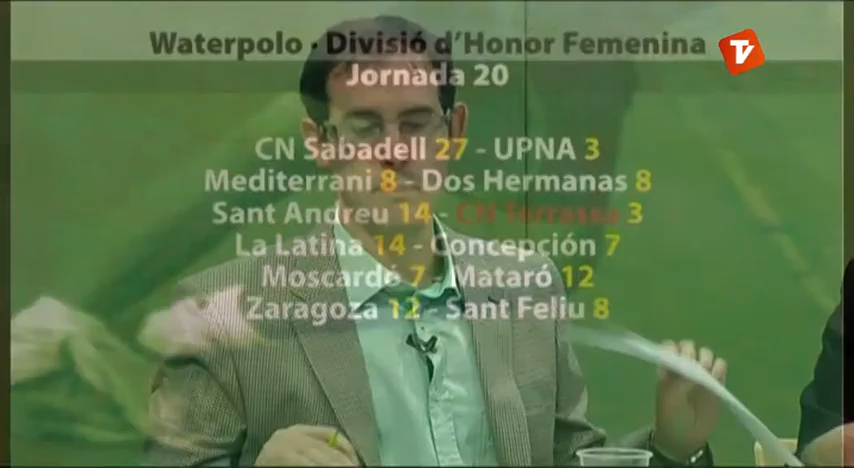 Waterpolo · Divisió d'Honor Femenina
TV
Jornada 20
CN Sabadell 27 - UPNA 3
Mediterrani 8 - Dos Hermanas 8
Sant Andreu 14 - CN Terrassa 3
La Latina 14 - Concepción 7
Moscardó 7 - Mataró 12
Zaragoza 12 - Sant Feliu 8